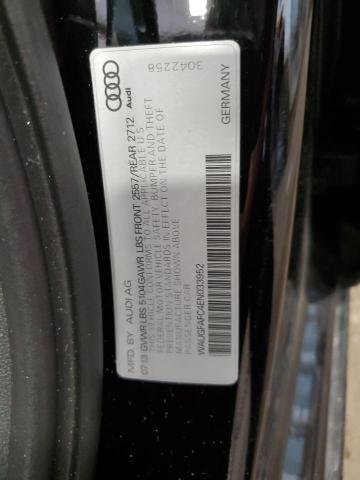 MFD BY AUDI AG
07/13 GVWR LBS 5104 GAWR LBS FRONT 2557/REAR 2712
THIS VEHICLE CONFORMS TO ALL APPLICABLE U.S.
FEDERAL MOTOR VEHICLE SAFETY, BUMPER AND THEFT
PREVENTION STANDARDS IN EFFECT ON THE DATE OF
MANUFACTURE SHOWN ABOVE
PASSENGER CAR
WAUGFAFC4EN033952
GERMANY
3042258
Audi